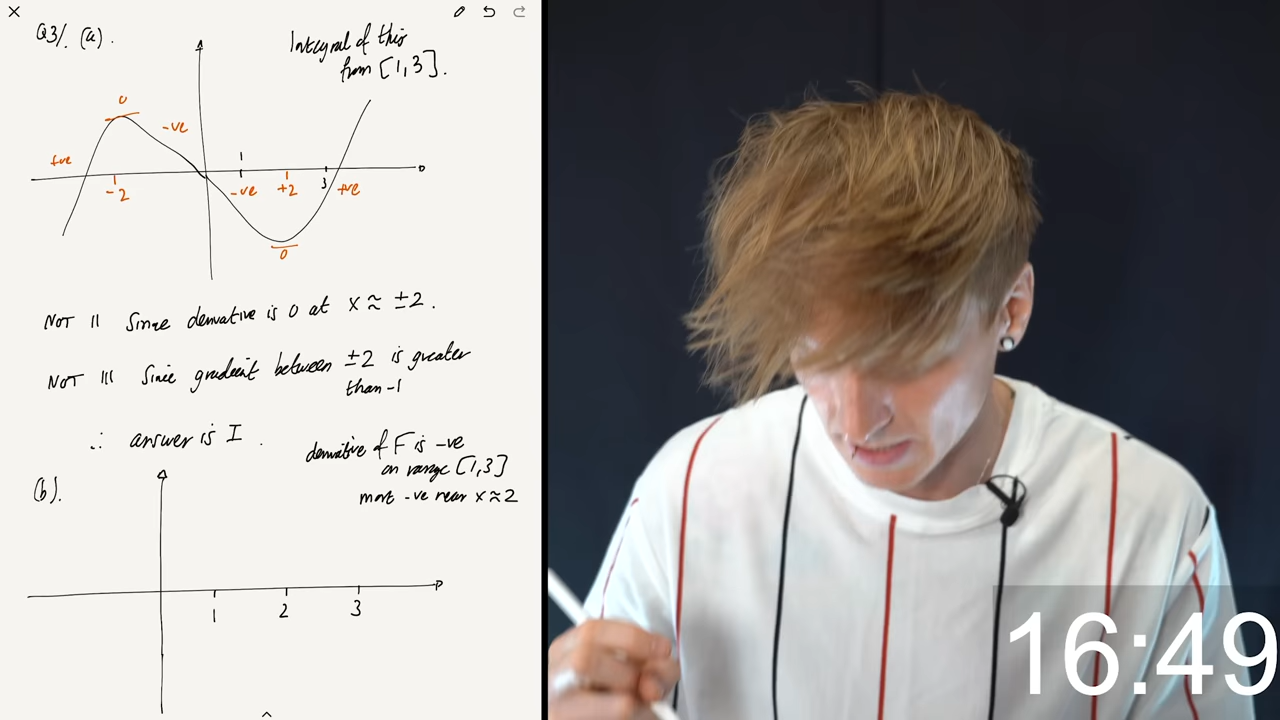 Q3/. (a).
Integral of this
from [1,3].
0
-ve
+ve
1
-2
-ve
+2
3
+ve
0
NOT II Since derivative is 0 at x ≈ ±2.
NOT III Since gradient between ±2 is greater
than -1
∴ answer is I.
derivative of F is -ve
on range [1,3]
most -ve near x≈2
(b).
1 2 3
16:49